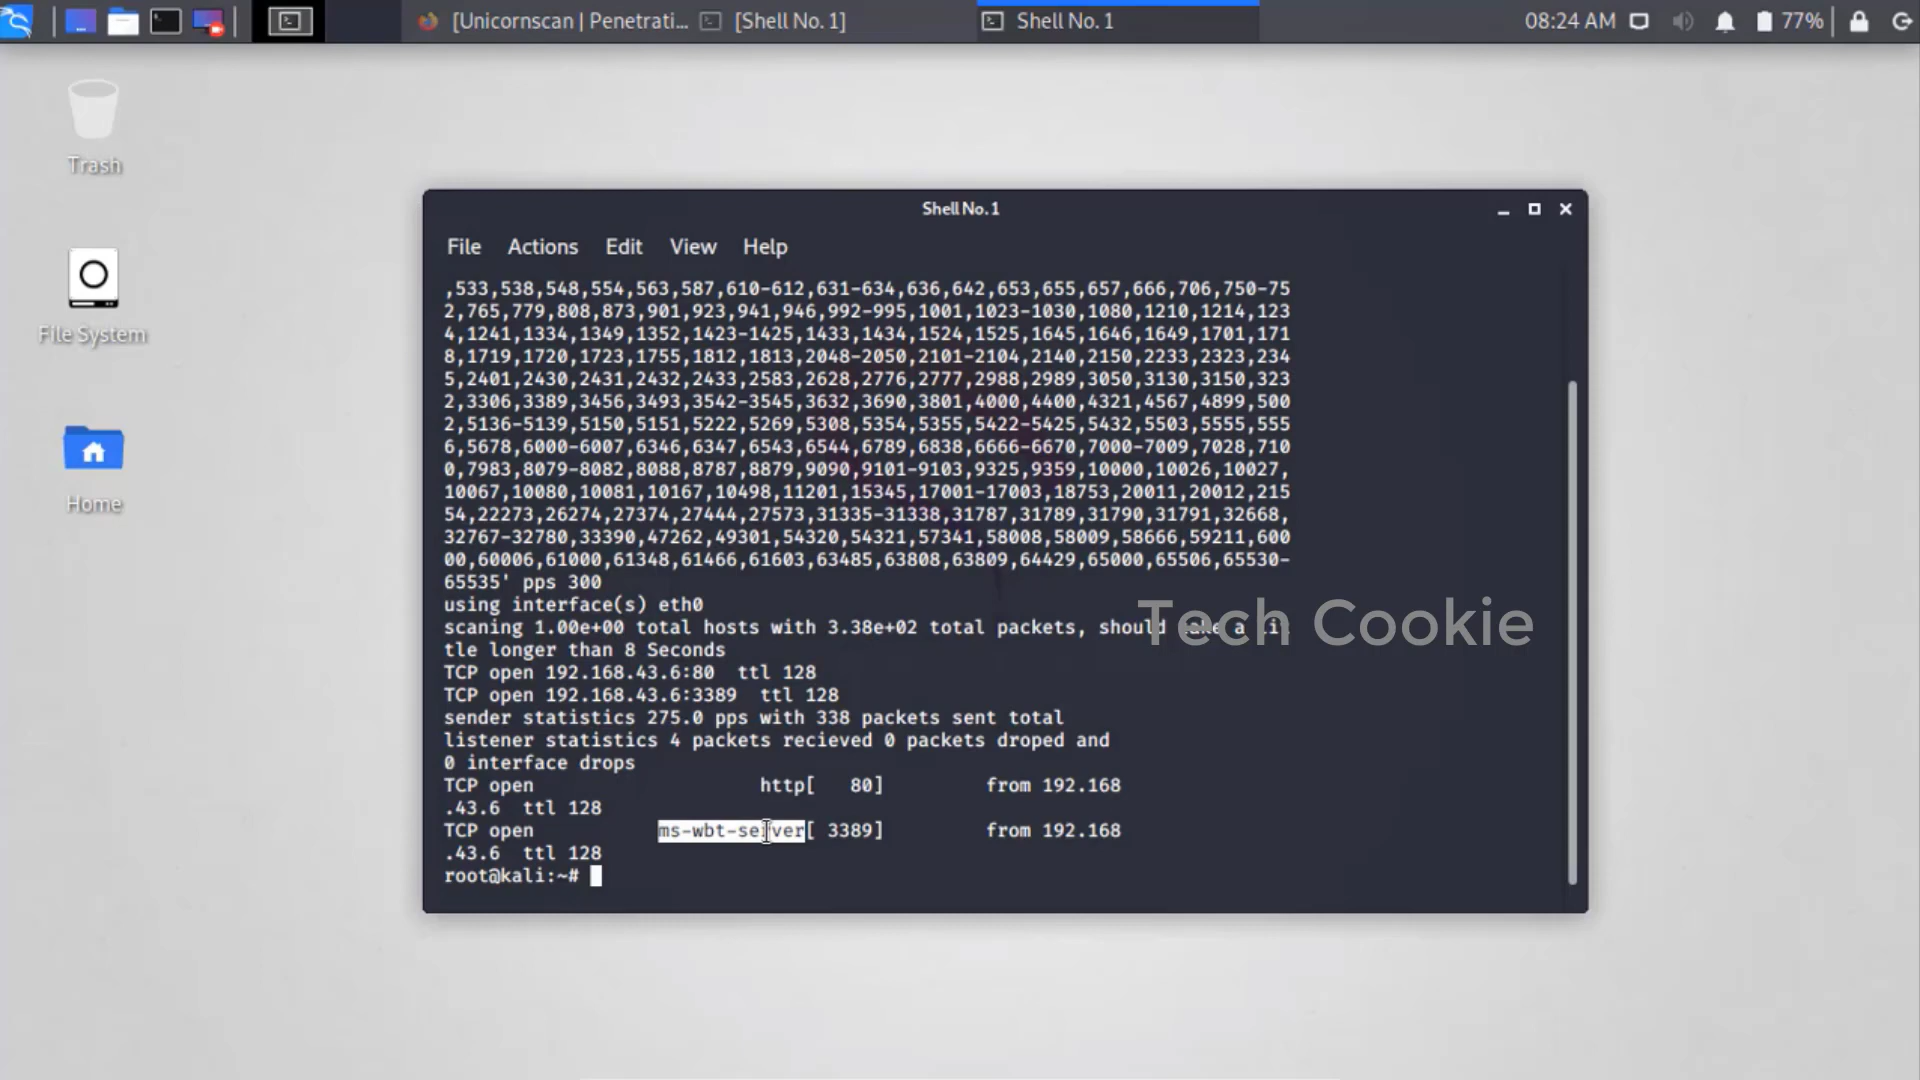 [Unicornscan | Penetrati... [Shell No. 1] Shell No. 1 08:24 AM 77%
Trash
File System
Home
Shell No. 1
File Actions Edit View Help
,533,538,548,554,563,587,610-612,631-634,636,642,653,655,657,666,706,750-75
2,765,779,808,873,901,923,941,946,992-995,1001,1023-1030,1080,1210,1214,123
4,1241,1334,1349,1352,1423-1425,1433,1434,1524,1525,1645,1646,1649,1701,171
8,1719,1720,1723,1755,1812,1813,2048-2050,2101-2104,2140,2150,2233,2323,234
5,2401,2430,2431,2432,2433,2583,2628,2776,2777,2988,2989,3050,3130,3150,323
2,3306,3389,3456,3493,3542-3545,3632,3690,3801,4000,4400,4321,4567,4899,500
2,5136-5139,5150,5151,5222,5269,5308,5354,5355,5422-5425,5432,5503,5555,555
6,5678,6000-6007,6346,6347,6543,6544,6789,6838,6666-6670,7000-7009,7028,710
0,7983,8079-8082,8088,8787,8879,9090,9101-9103,9325,9359,10000,10026,10027,
10067,10080,10081,10167,10498,11201,15345,17001-17003,18753,20011,20012,215
54,22273,26274,27374,27444,27573,31335-31338,31787,31789,31790,31791,32668,
32767-32780,33390,47262,49301,54320,54321,57341,58008,58009,58666,59211,600
00,60006,61000,61348,61466,61603,63485,63808,63809,64429,65000,65506,65530-
65535' pps 300
using interface(s) eth0
scaning 1.00e+00 total hosts with 3.38e+02 total packets, should take a lit
tle longer than 8 Seconds
TCP open 192.168.43.6:80  ttl 128
TCP open 192.168.43.6:3389  ttl 128
sender statistics 275.0 pps with 338 packets sent total
listener statistics 4 packets recieved 0 packets droped and
0 interface drops
TCP open http[ 80] from 192.168
.43.6  ttl 128
TCP open ms-wbt-server[ 3389] from 192.168
.43.6  ttl 128
root@kali:~#
Tech Cookie